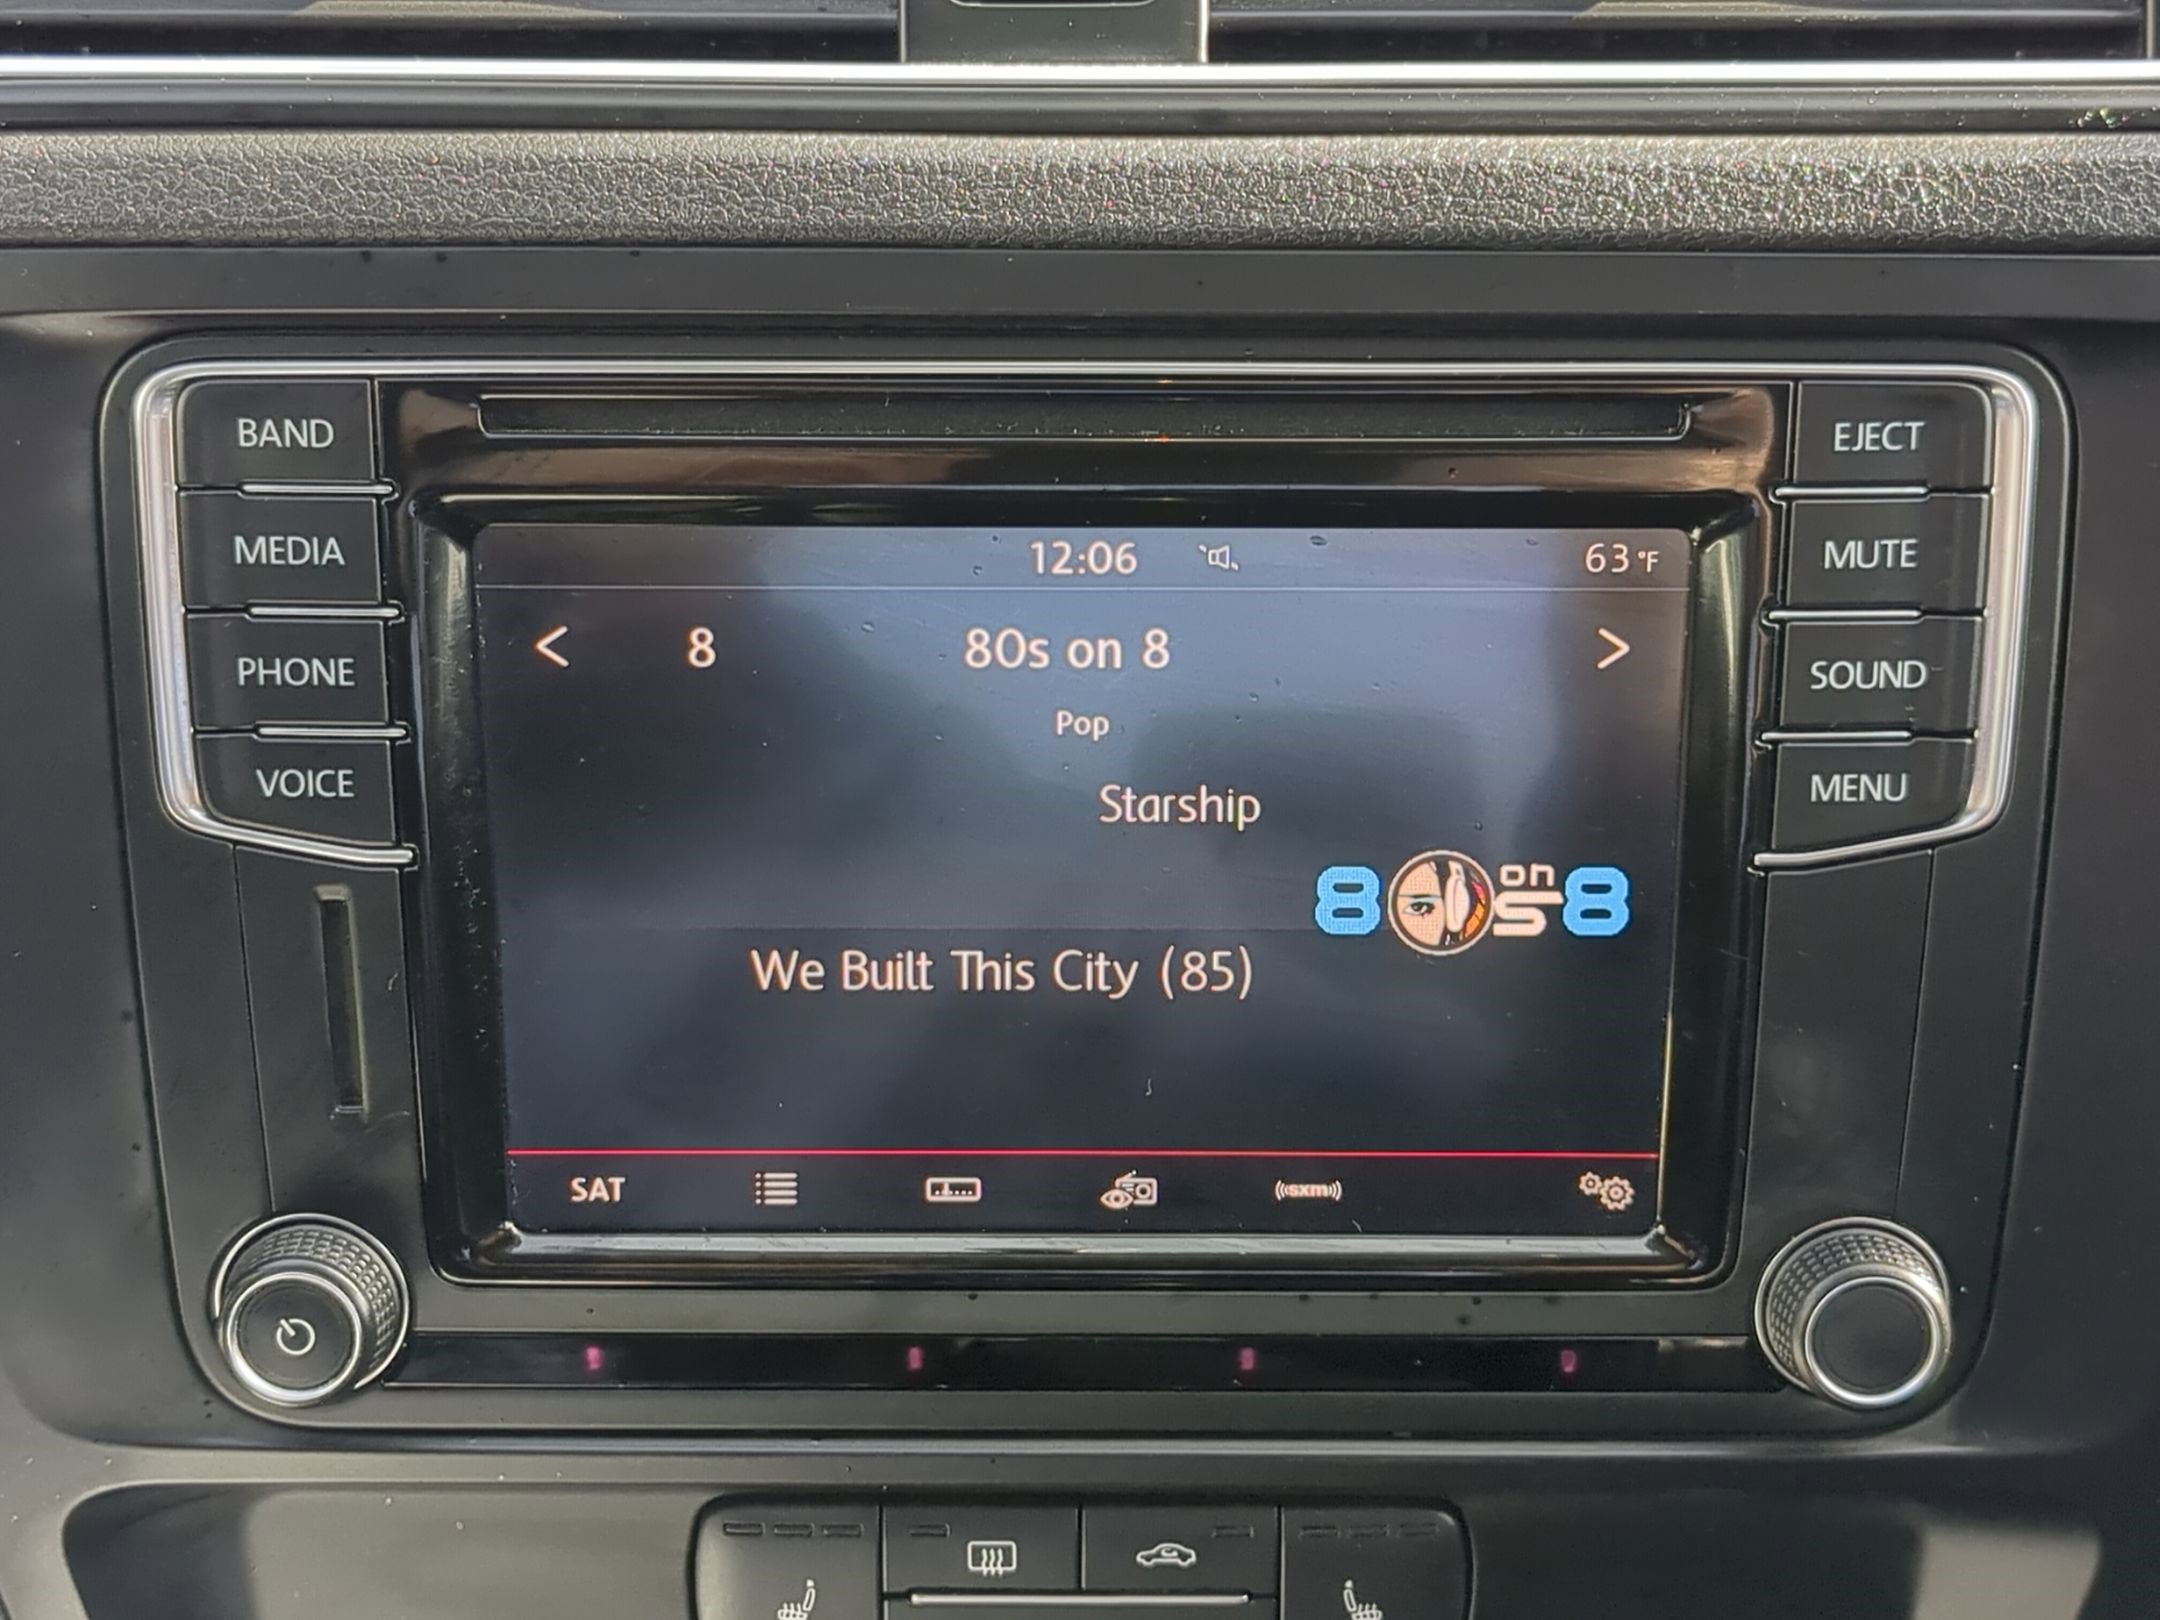 BAND
MEDIA
PHONE
VOICE
EJECT
MUTE
SOUND
MENU
12:06 63°F
< 8 80s on 8 >
Pop
Starship
80s on 8
We Built This City (85)
SAT ((sxm))